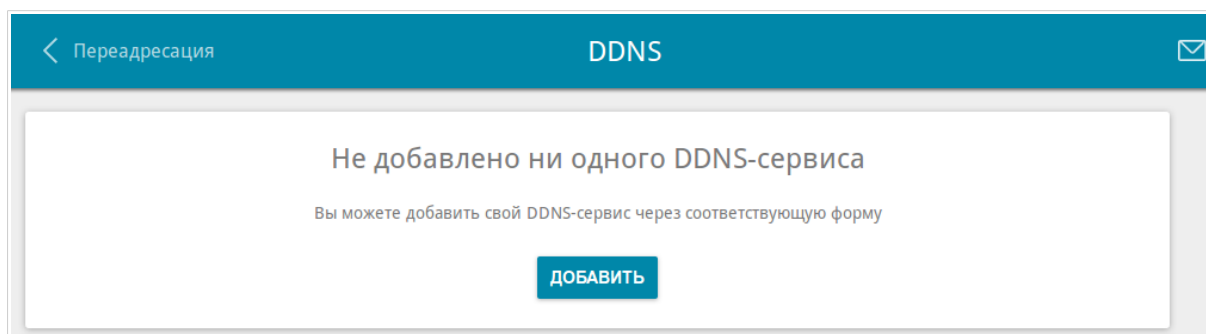 Переадресация
DDNS
Не добавлено ни одного DDNS-сервиса
Вы можете добавить свой DDNS-сервис через соответствующую форму
ДОБАВИТЬ